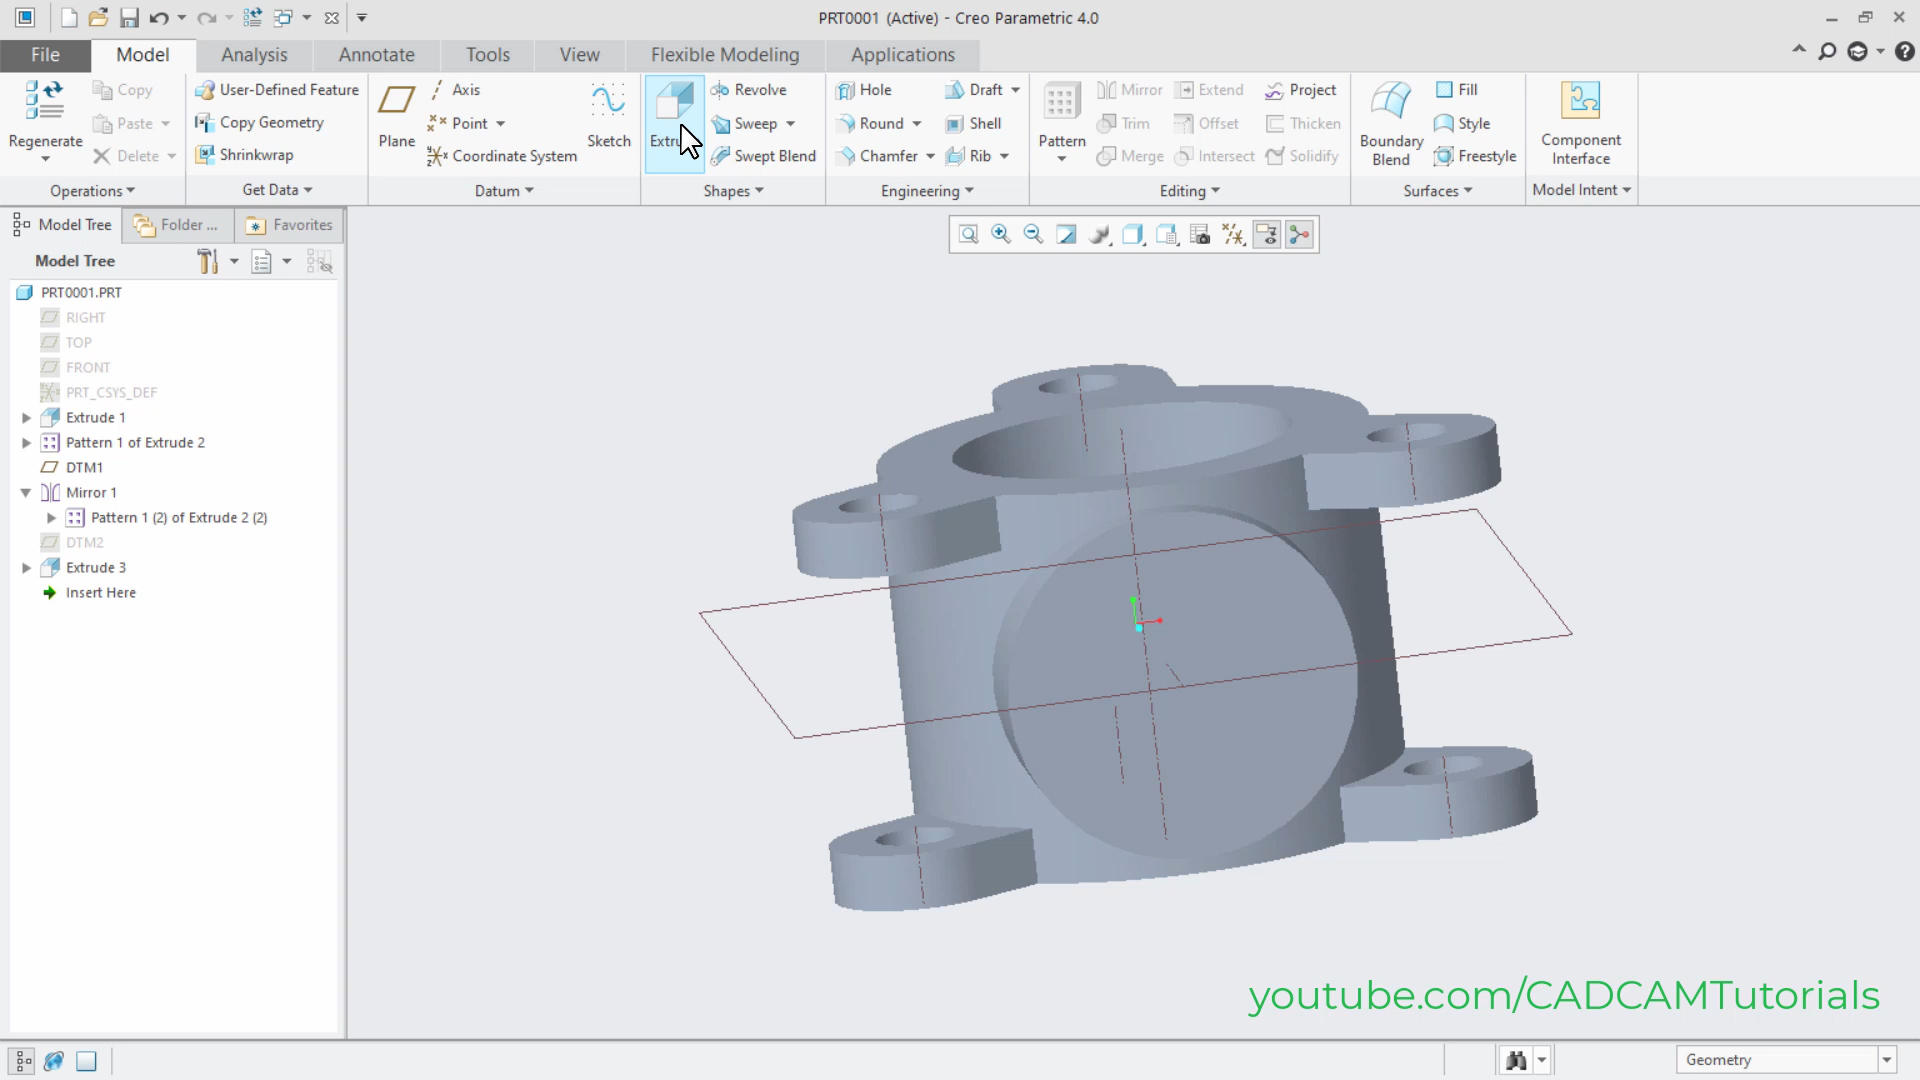 PRT0001 (Active) - Creo Parametric 4.0
File Model Analysis Annotate Tools View Flexible Modeling Applications
Regenerate
Copy
Paste
Delete
Operations
User-Defined Feature
Copy Geometry
Shrinkwrap
Get Data
Plane
Axis
Point
Coordinate System
Sketch
Datum
Revolve
Sweep
Swept Blend
Shapes
Hole
Round
Chamfer
Draft
Shell
Rib
Engineering
Pattern
Mirror
Trim
Merge
Extend
Offset
Intersect
Project
Thicken
Solidify
Editing
Boundary
Blend
Fill
Style
Freestyle
Surfaces
Component
Interface
Model Intent
Model Tree
Folder ...
Favorites
Model Tree
PRT0001.PRT
RIGHT
TOP
FRONT
PRT_CSYS_DEF
Extrude 1
Pattern 1 of Extrude 2
DTM1
Mirror 1
Pattern 1 (2) of Extrude 2 (2)
DTM2
Extrude 3
Insert Here
youtube.com/CADCAMTutorials
Geometry